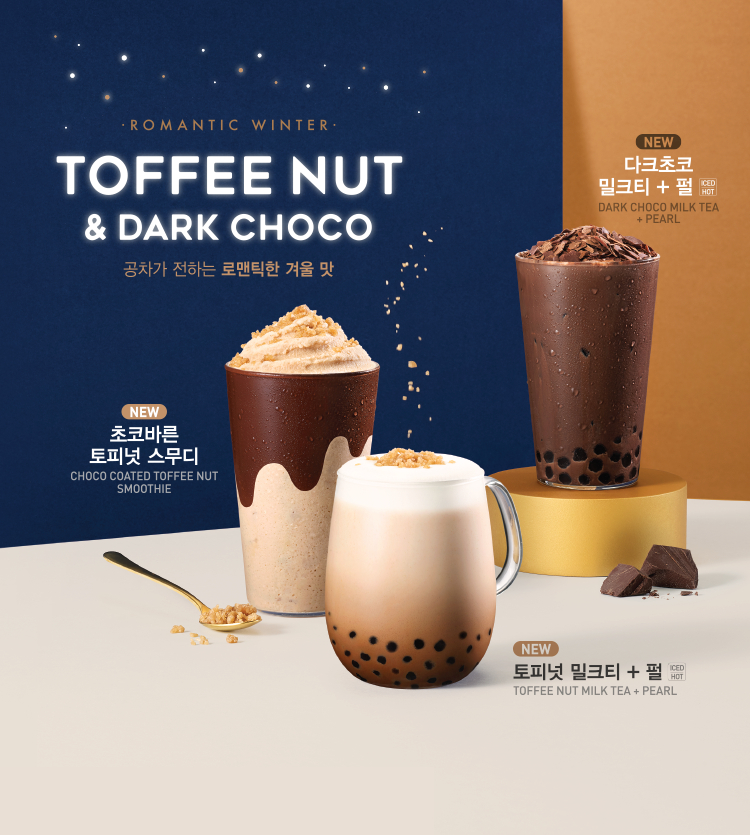 ·ROMANTIC WINTER·
TOFFEE NUT
& DARK CHOCO
공차가 전하는 로맨틱한 겨울 맛
NEW
다크초코
밀크티 + 펄 ICED HOT
DARK CHOCO MILK TEA
+ PEARL
NEW
초코바른
토피넛 스무디
CHOCO COATED TOFFEE NUT
SMOOTHIE
NEW
토피넛 밀크티 + 펄 ICED HOT
TOFFEE NUT MILK TEA + PEARL